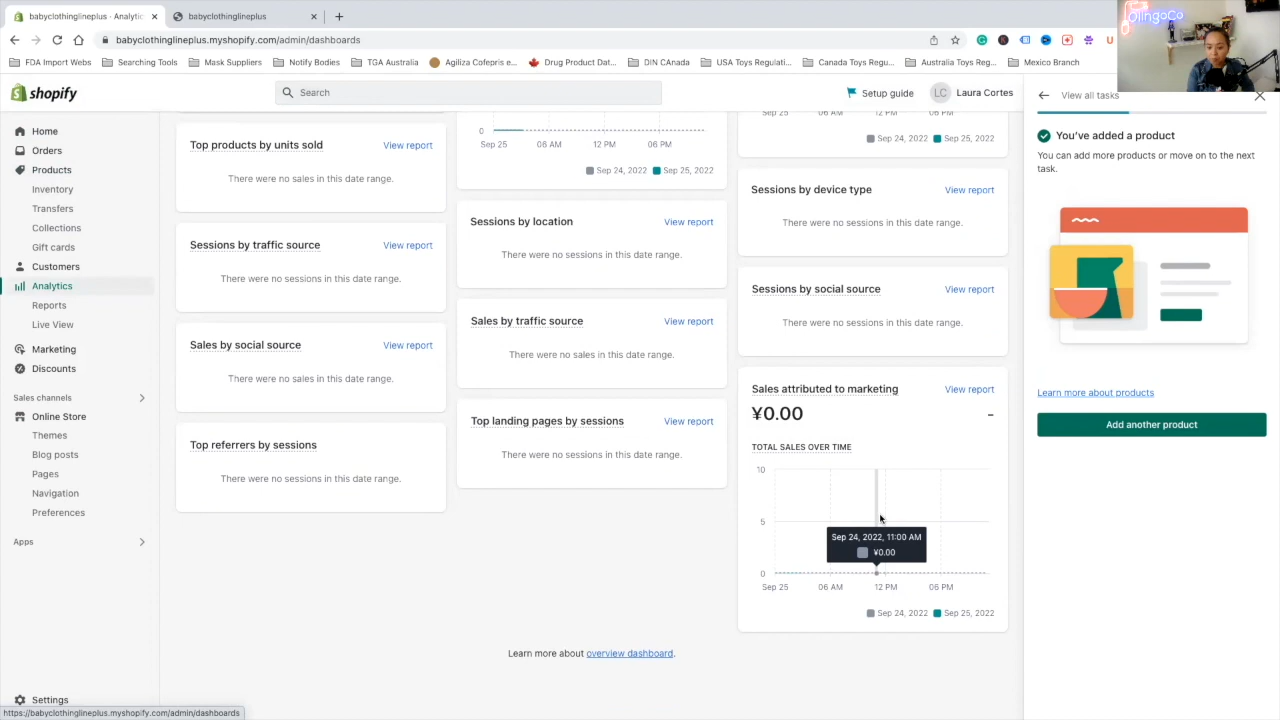 babyclothinglineplus - Analytic
babyclothinglineplus
babyclothinglineplus.myshopify.com/admin/dashboards
FDA Import Webs
Searching Tools
Mask Suppliers
Notify Bodies
TGA Australia
Agiliza Cofepris e...
Drug Product Dat...
DIN CAnada
USA Toys Regulati...
Canada Toys Regu...
Australia Toys Reg...
Mexico Branch
OlingoCo
shopify
Search
Setup guide
LC
Laura Cortes
Home
Orders
Products
Inventory
Transfers
Collections
Gift cards
Customers
Analytics
Reports
Live View
Marketing
Discounts
Sales channels
Online Store
Themes
Blog posts
Pages
Navigation
Preferences
Apps
Settings
https://babyclothinglineplus.myshopify.com/admin/dashboards
Top products by units sold
View report
There were no sales in this date range.
Sessions by traffic source
View report
There were no sessions in this date range.
Sales by social source
View report
There were no sales in this date range.
Top referrers by sessions
There were no sessions in this date range.
0
Sep 25
06 AM
12 PM
06 PM
Sep 24, 2022
Sep 25, 2022
Sessions by location
View report
There were no sessions in this date range.
Sales by traffic source
View report
There were no sales in this date range.
Top landing pages by sessions
View report
There were no sessions in this date range.
Sep 25
06 AM
12 PM
06 PM
Sep 24, 2022
Sep 25, 2022
Sessions by device type
View report
There were no sessions in this date range.
Sessions by social source
View report
There were no sessions in this date range.
Sales attributed to marketing
View report
¥0.00
-
TOTAL SALES OVER TIME
10
5
0
Sep 24, 2022, 11:00 AM
¥0.00
Sep 25
06 AM
12 PM
06 PM
Sep 24, 2022
Sep 25, 2022
Learn more about overview dashboard.
View all tasks
You've added a product
You can add more products or move on to the next
task.
Learn more about products
Add another product